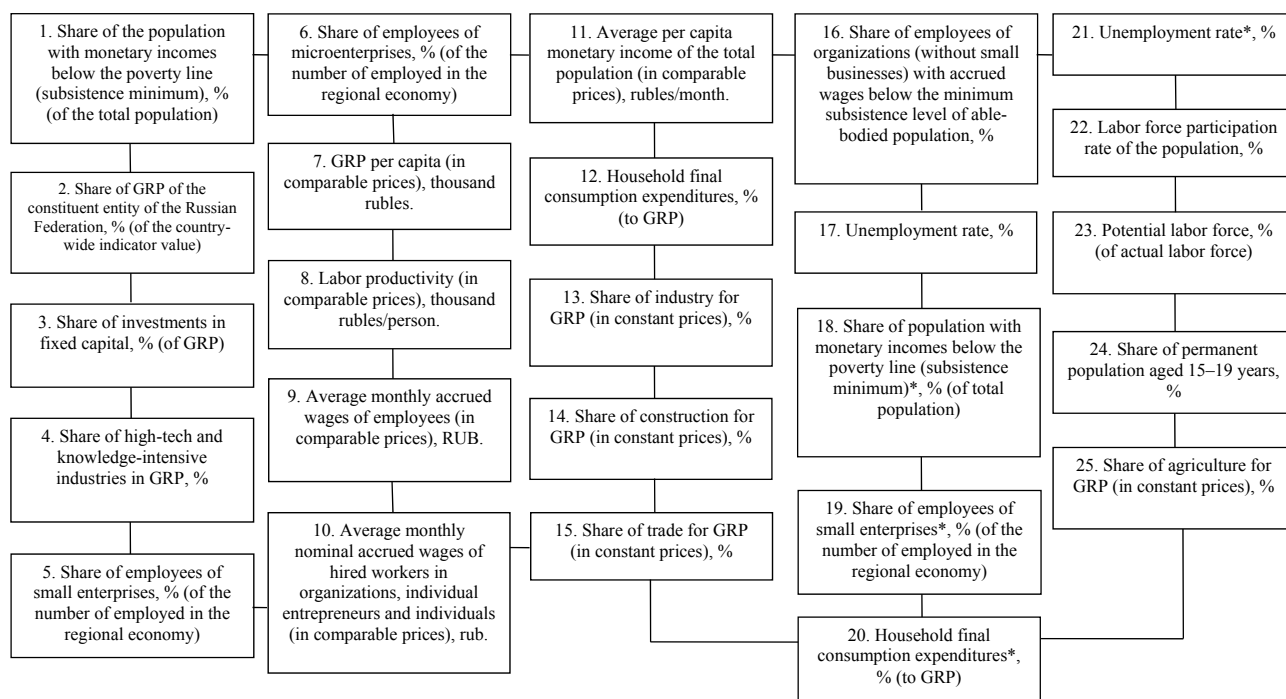 1. Share of the population
with monetary incomes
below the poverty line
(subsistence minimum), %
(of the total population)
2. Share of GRP of the
constituent entity of the Russian
Federation, % (of the country-
wide indicator value)
3. Share of investments in
fixed capital, % (of GRP)
4. Share of high-tech and
knowledge-intensive
industries in GRP, %
5. Share of employees of
small enterprises, % (of the
number of employed in the
regional economy)
6. Share of employees of
microenterprises, % (of the
number of employed in the
regional economy)
7. GRP per capita (in
comparable prices), thousand
rubles.
8. Labor productivity (in
comparable prices), thousand
rubles/person.
9. Average monthly accrued
wages of employees (in
comparable prices), RUB.
10. Average monthly
nominal accrued wages of
hired workers in
organizations, individual
entrepreneurs and individuals
(in comparable prices), rub.
11. Average per capita
monetary income of the total
population (in comparable
prices), rubles/month.
12. Household final
consumption expenditures, %
(to GRP)
13. Share of industry for
GRP (in constant prices), %
14. Share of construction for
GRP (in constant prices), %
15. Share of trade for GRP
(in constant prices), %
16. Share of employees of
organizations (without small
businesses) with accrued
wages below the minimum
subsistence level of able-
bodied population, %
17. Unemployment rate, %
18. Share of population with
monetary incomes below the
poverty line (subsistence
minimum)*, % (of total
population)
19. Share of employees of
small enterprises*, % (of the
number of employed in the
regional economy)
20. Household final
consumption expenditures*,
% (to GRP)
21. Unemployment rate*, %
22. Labor force participation
rate of the population, %
23. Potential labor force, %
(of actual labor force)
24. Share of permanent
population aged 15–19 years,
%
25. Share of agriculture for
GRP (in constant prices), %